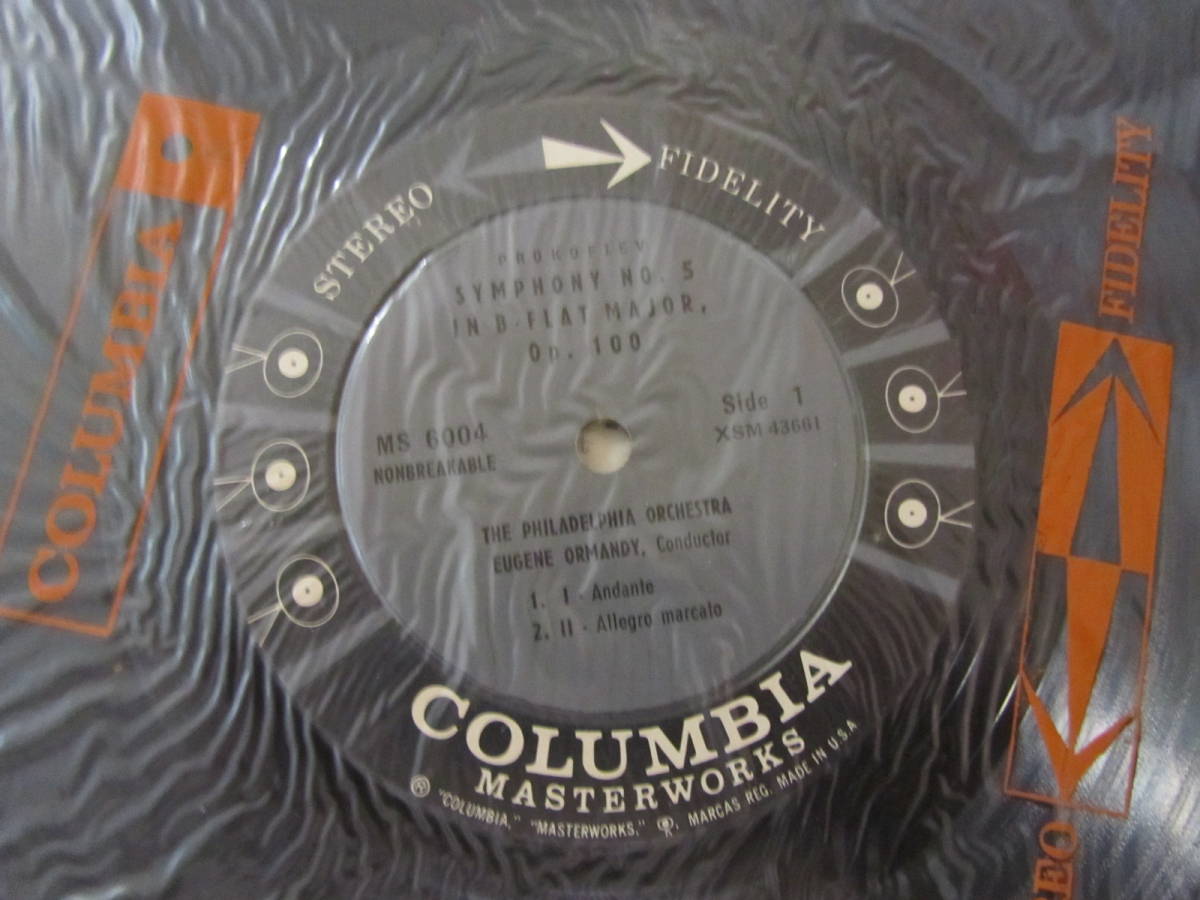 STEREO FIDELITY
PROKOFIEV
SYMPHONY NO. 5
IN B-FLAT MAJOR,
Op. 100
Side 1
MS 6004
XSM 43661
NONBREAKABLE
THE PHILADELPHIA ORCHESTRA
EUGENE ORMANDY, Conductor
1. I - Andante
2. II - Allegro marcato
COLUMBIA
MASTERWORKS
® "COLUMBIA," "MASTERWORKS," MARCAS REG. MADE IN U.S.A
COLUMBIA
FIDELITY
EO